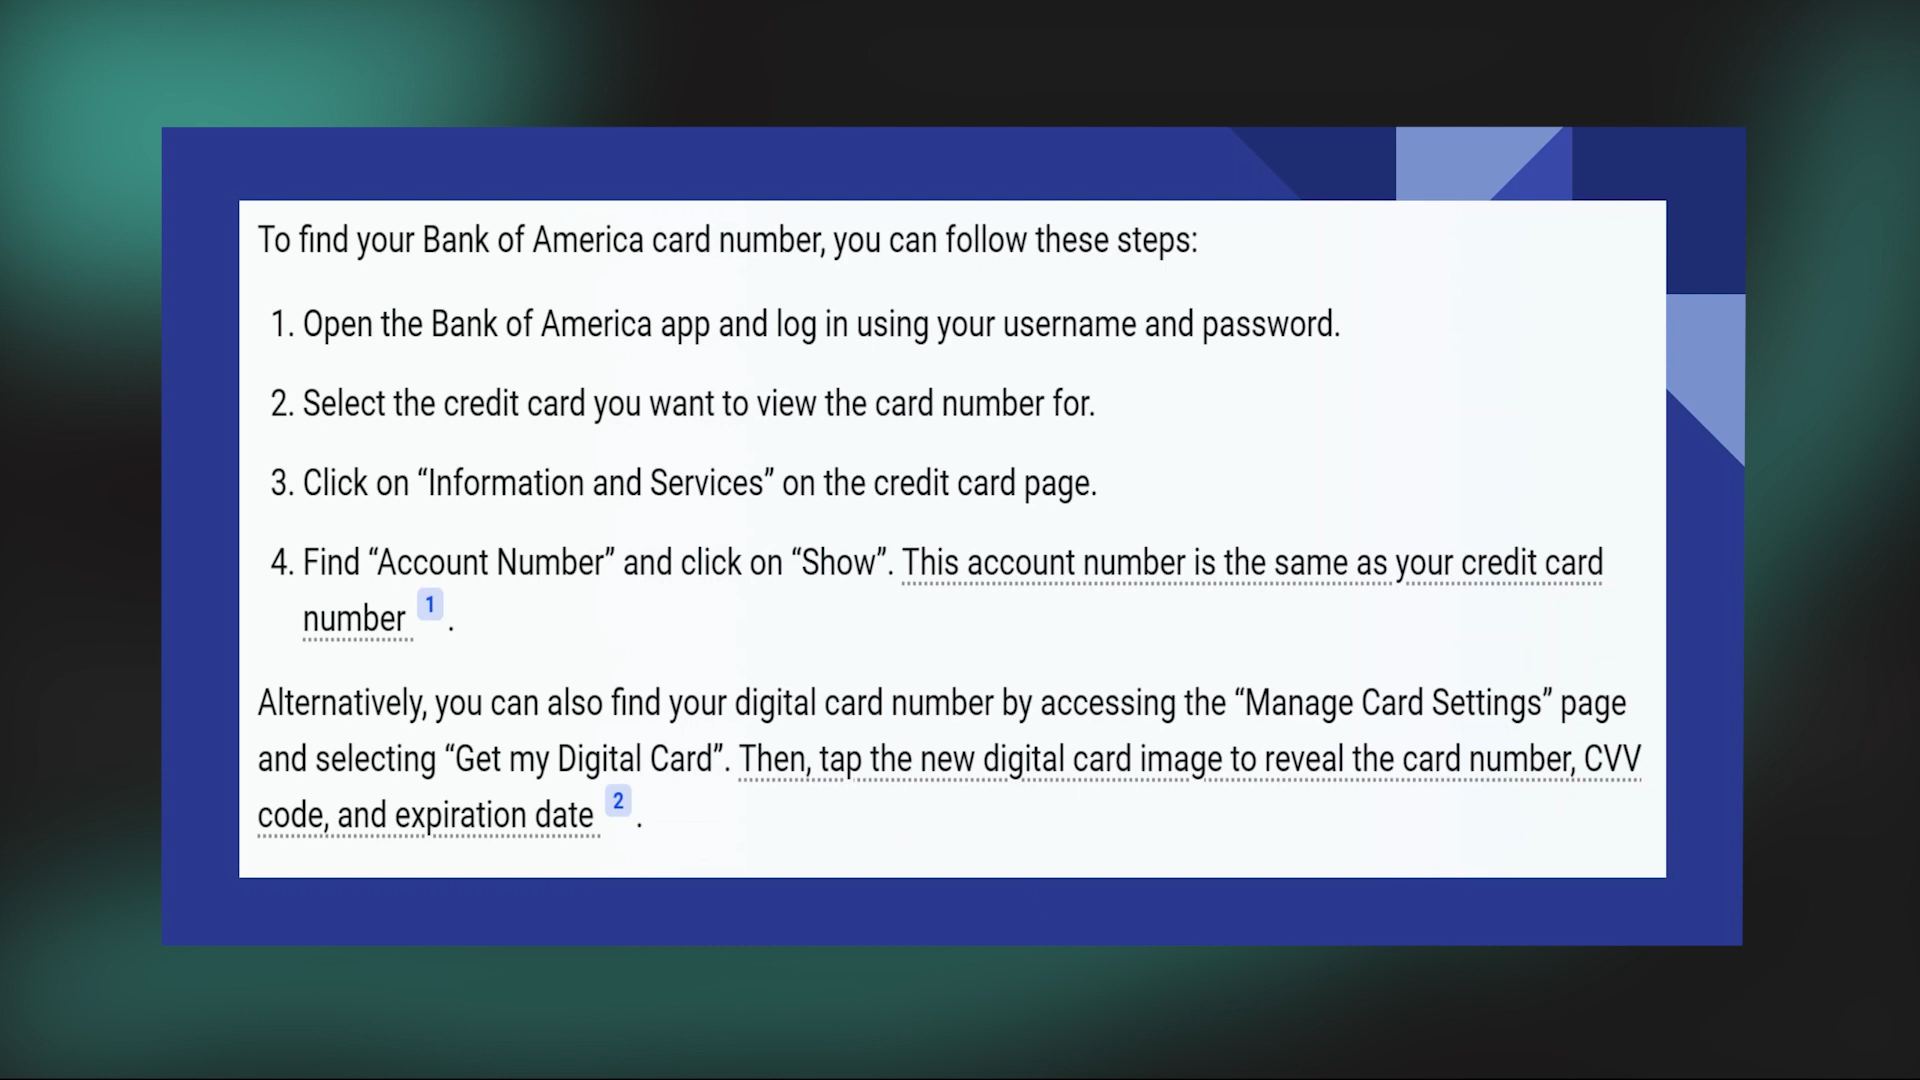 To find your Bank of America card number, you can follow these steps:
1. Open the Bank of America app and log in using your username and password.
2. Select the credit card you want to view the card number for.
3. Click on “Information and Services” on the credit card page.
4. Find “Account Number” and click on “Show”. This account number is the same as your credit card
number 1 .
Alternatively, you can also find your digital card number by accessing the “Manage Card Settings” page
and selecting “Get my Digital Card”. Then, tap the new digital card image to reveal the card number, CVV
code, and expiration date 2 .